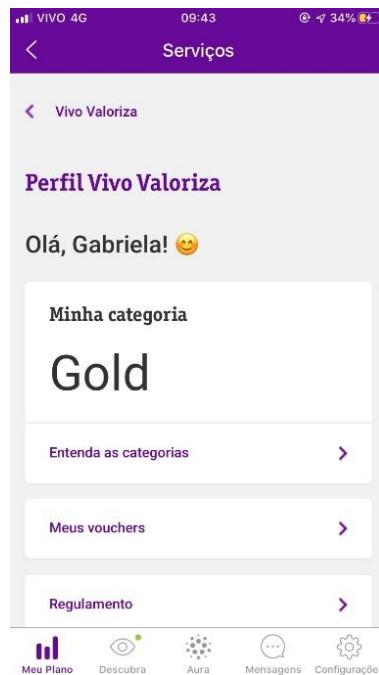 VIVO 4G 09:43 34%
Serviços
Vivo Valoriza
Perfil Vivo Valoriza
Olá, Gabriela! 😊
Minha categoria
Gold
Entenda as categorias
Meus vouchers
Regulamento
Meu Plano Descubra Aura Mensagens Configuraçõe